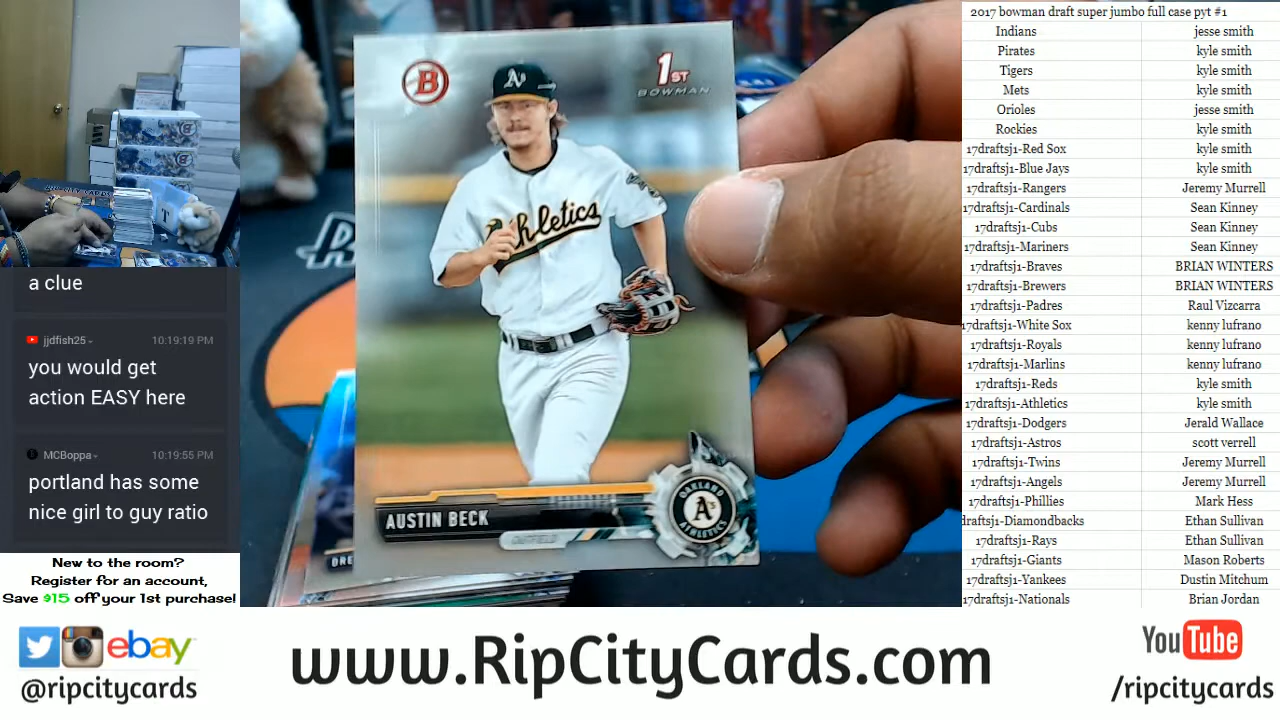 a clue
jjdfish25
10:19:19 PM
you would get
action EASY here
MCBoppa
10:19:55 PM
portland has some
nice girl to guy ratio
New to the room?
Register for an account,
Save $15 off your 1st purchase!
B
1ST
BOWMAN
A's
Athletics
AUSTIN BECK
OUTFIELD
OAKLAND
A's
ATHLETICS
DRE
2017 bowman draft super jumbo full case pyt #1
Indians jesse smith
Pirates kyle smith
Tigers kyle smith
Mets kyle smith
Orioles jesse smith
Rockies kyle smith
17draftsj1-Red Sox kyle smith
17draftsj1-Blue Jays kyle smith
17draftsj1-Rangers Jeremy Murrell
17draftsj1-Cardinals Sean Kinney
17draftsj1-Cubs Sean Kinney
17draftsj1-Mariners Sean Kinney
17draftsj1-Braves BRIAN WINTERS
17draftsj1-Brewers BRIAN WINTERS
17draftsj1-Padres Raul Vizcarra
17draftsj1-White Sox kenny lufrano
17draftsj1-Royals kenny lufrano
17draftsj1-Marlins kenny lufrano
17draftsj1-Reds kyle smith
17draftsj1-Athletics kyle smith
17draftsj1-Dodgers Jerald Wallace
17draftsj1-Astros scott verrell
17draftsj1-Twins Jeremy Murrell
17draftsj1-Angels Jeremy Murrell
17draftsj1-Phillies Mark Hess
draftsj1-Diamondbacks Ethan Sullivan
17draftsj1-Rays Ethan Sullivan
17draftsj1-Giants Mason Roberts
17draftsj1-Yankees Dustin Mitchum
17draftsj1-Nationals Brian Jordan
ebay
@ripcitycards
www.RipCityCards.com
YouTube
/ripcitycards